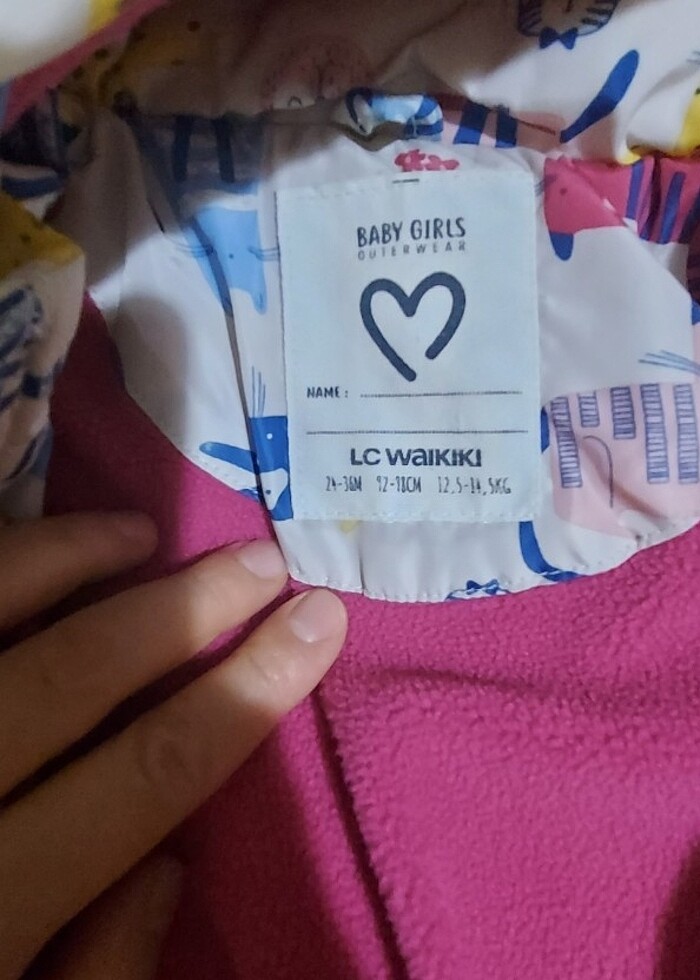 BABY GIRLS
OUTERWEAR
NAME:
LC WAIKIKI
24-36M 92-98CM 12,5-14,5KG